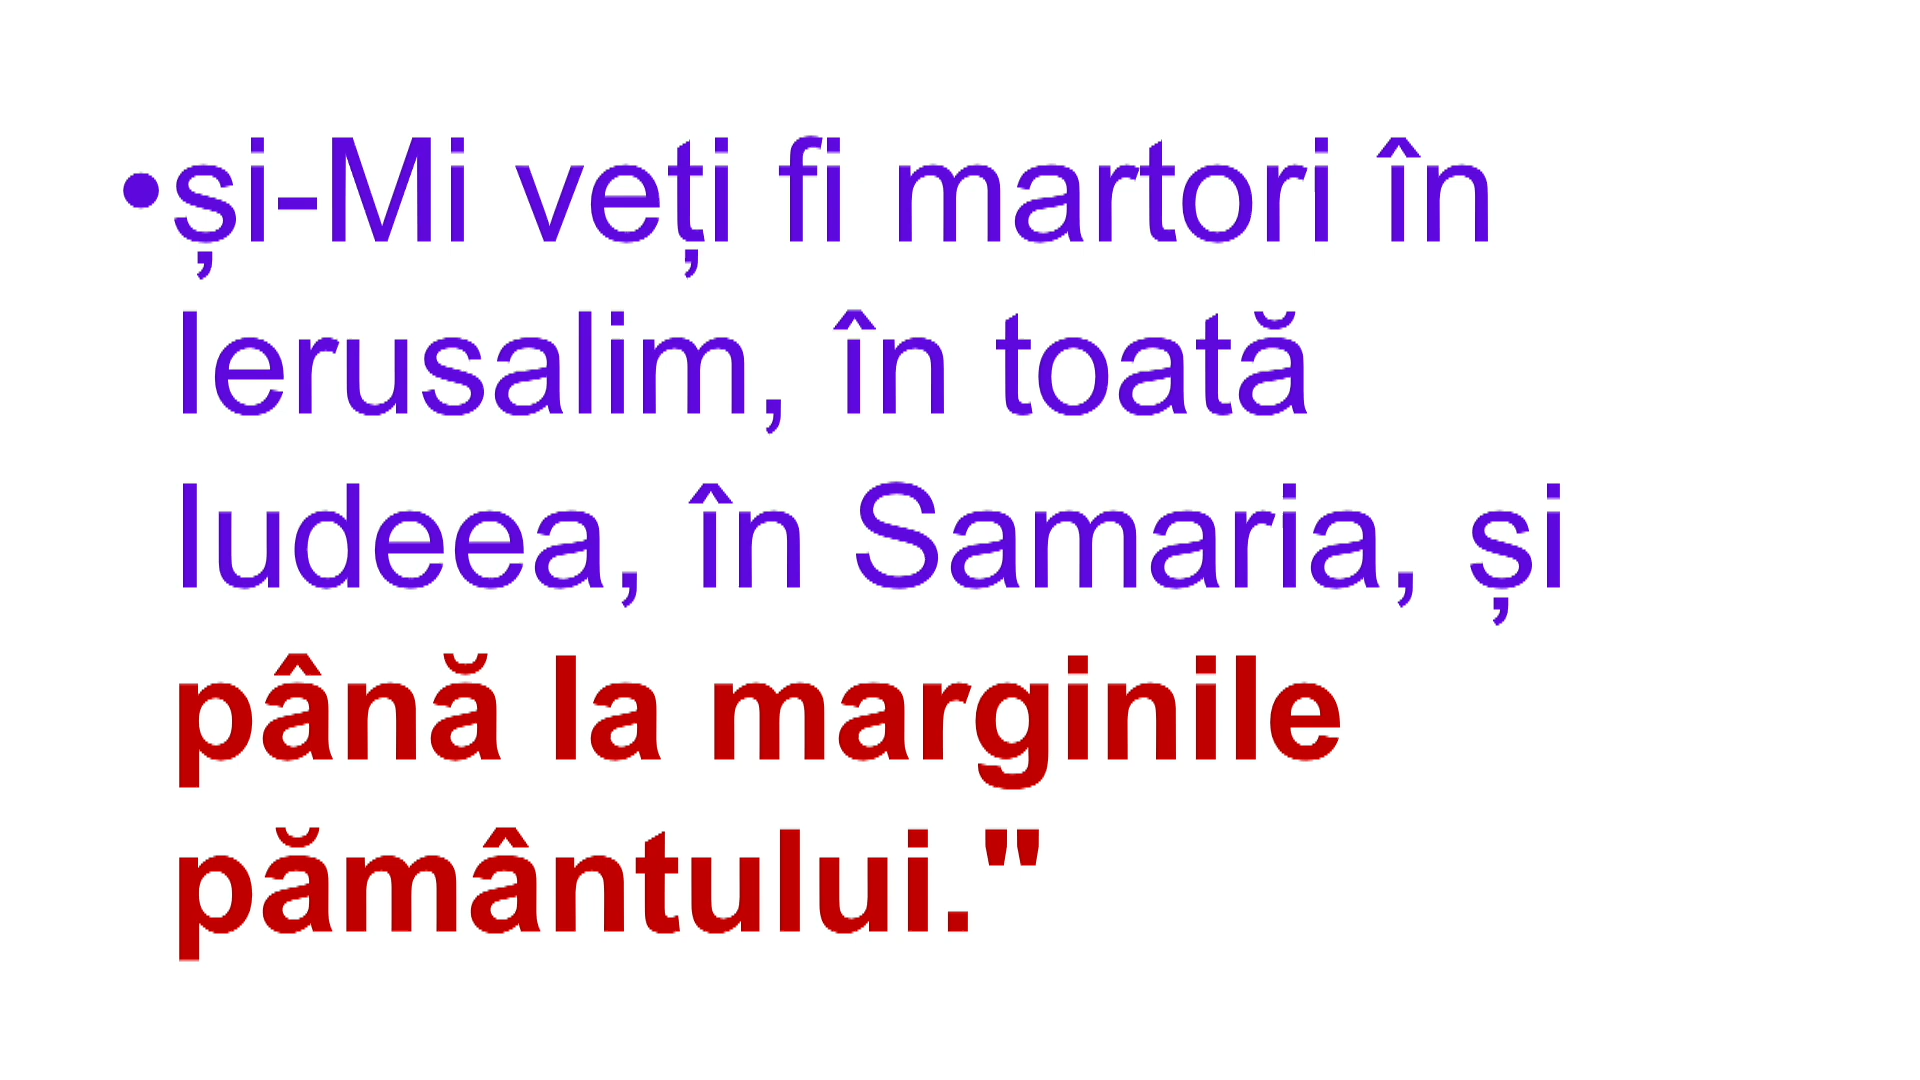 •și-Mi veți fi martori în
Ierusalim, în toată
Iudeea, în Samaria, și
până la marginile
pământului."